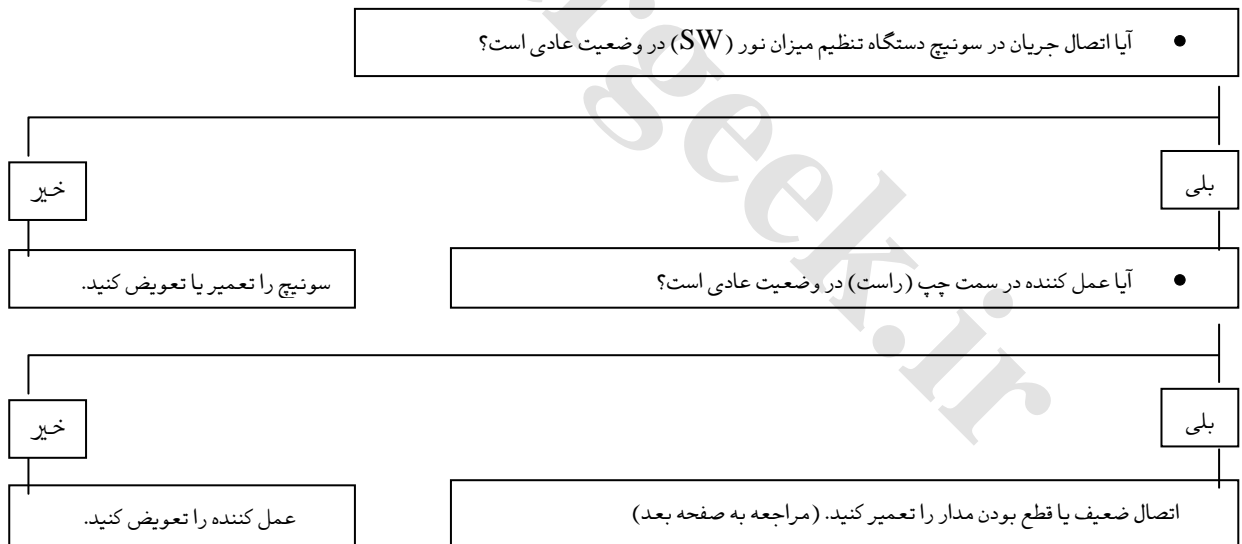 ● آیا اتصال جریان در سوئیچ دستگاه تنظیم میزان نور (SW) در وضعیت عادی است؟
بلی
خیر
● آیا عمل کننده در سمت چپ (راست) در وضعیت عادی است؟
سوئیچ را تعمیر یا تعویض کنید.
بلی
خیر
اتصال ضعیف یا قطع بودن مدار را تعمیر کنید. (مراجعه به صفحه بعد)
عمل کننده را تعویض کنید.
rgeek.ir